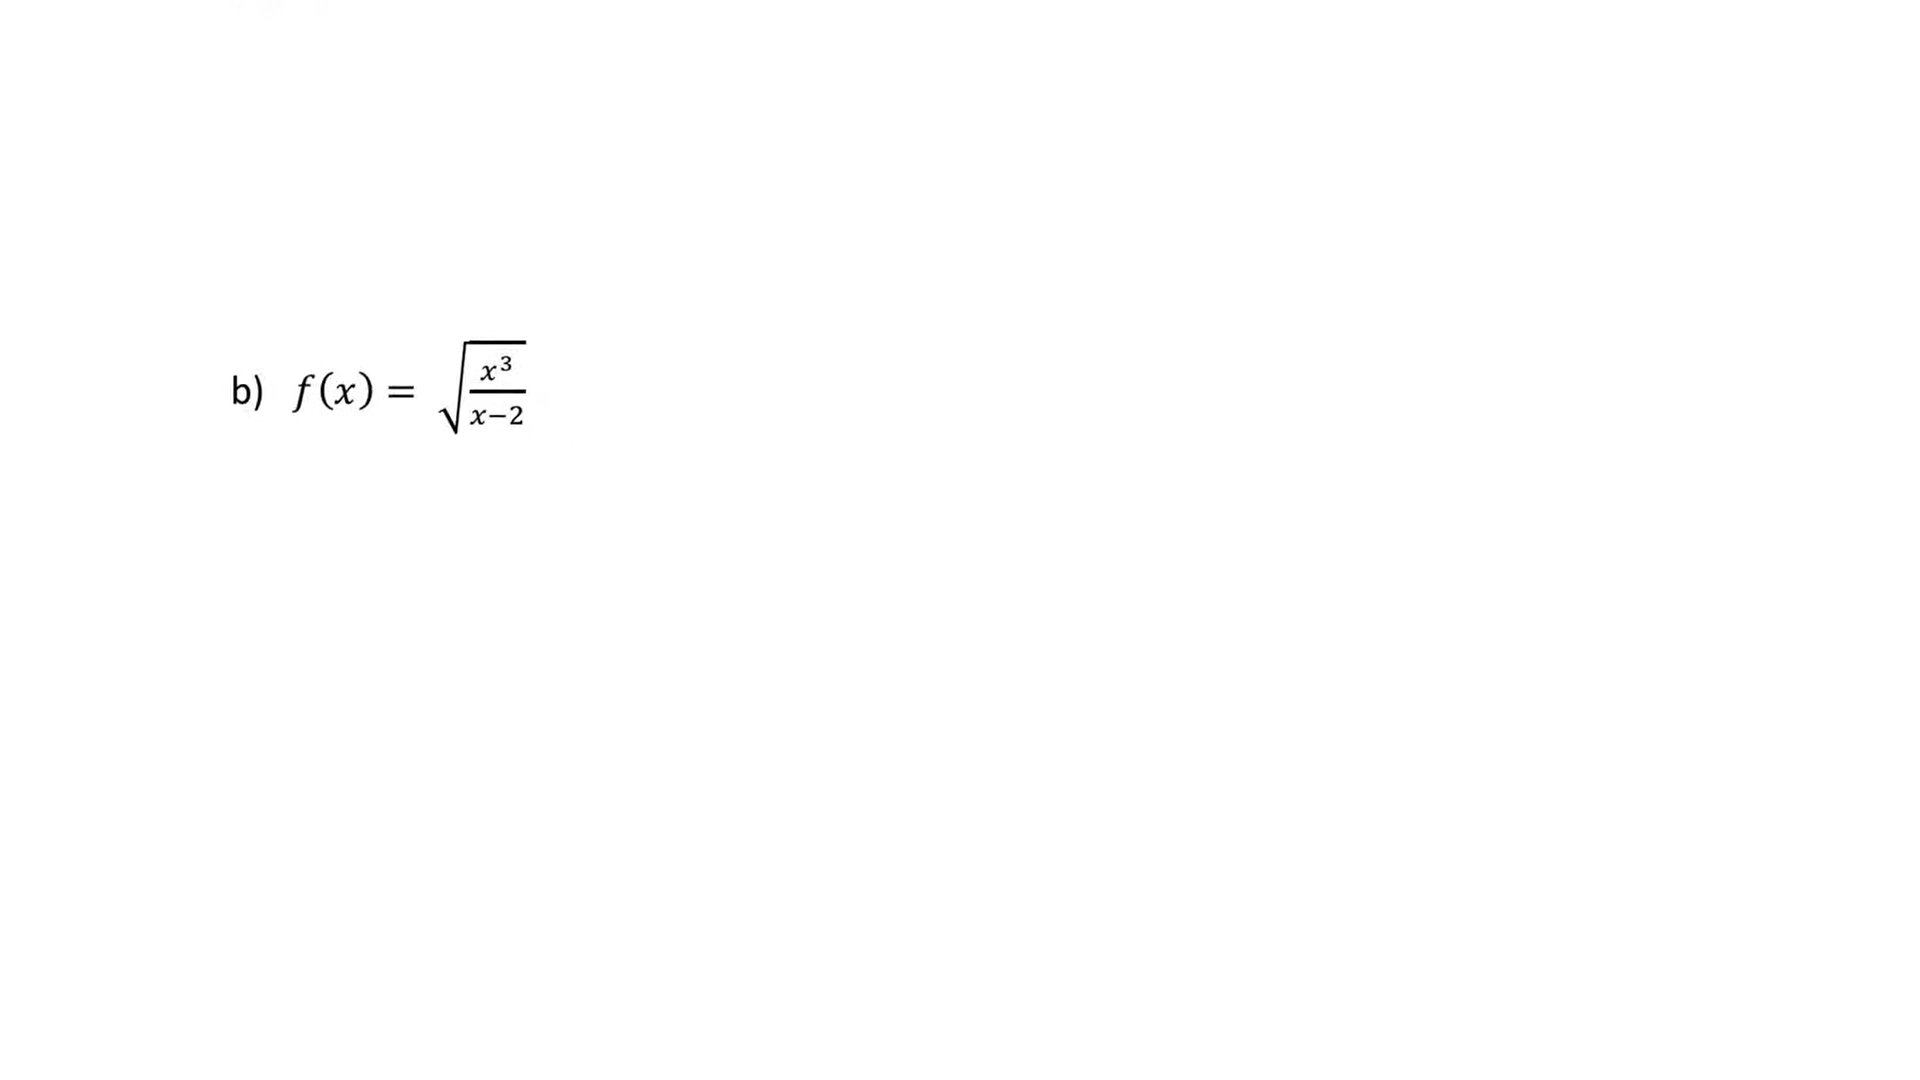 b) f(x) = √(x³/(x−2))